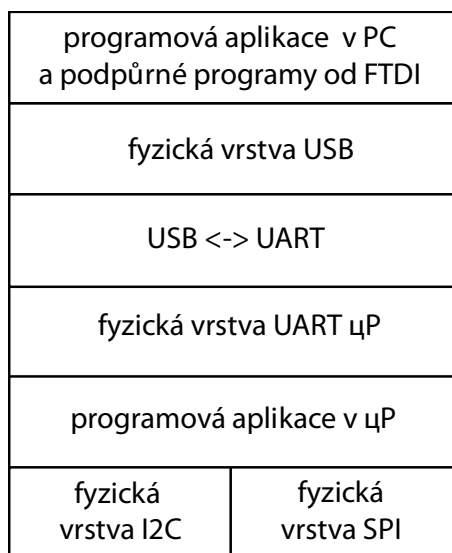 programová aplikace v PC
a podpůrné programy od FTDI
fyzická vrstva USB
USB <-> UART
fyzická vrstva UART цP
programová aplikace v цP
fyzická
vrstva I2C
fyzická
vrstva SPI